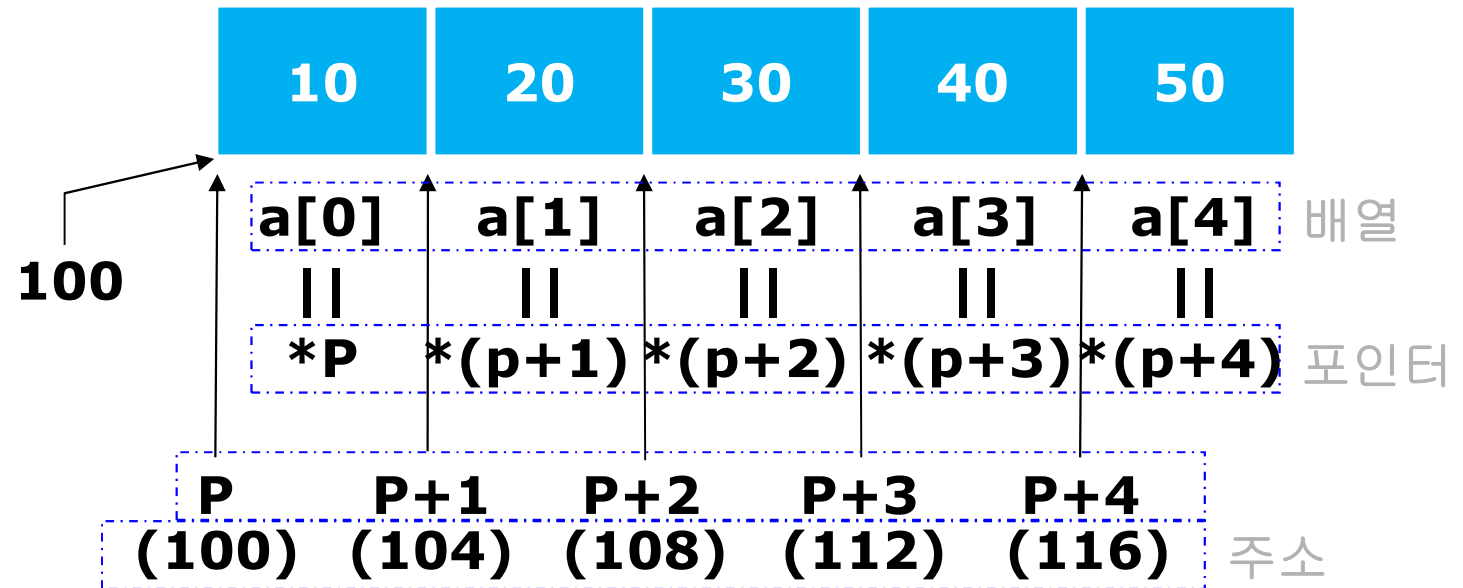 10 20 30 40 50
a[0] a[1] a[2] a[3] a[4] 배열
100
|| || || || ||
*P *(p+1) *(p+2) *(p+3) *(p+4) 포인터
P P+1 P+2 P+3 P+4
(100) (104) (108) (112) (116) 주소